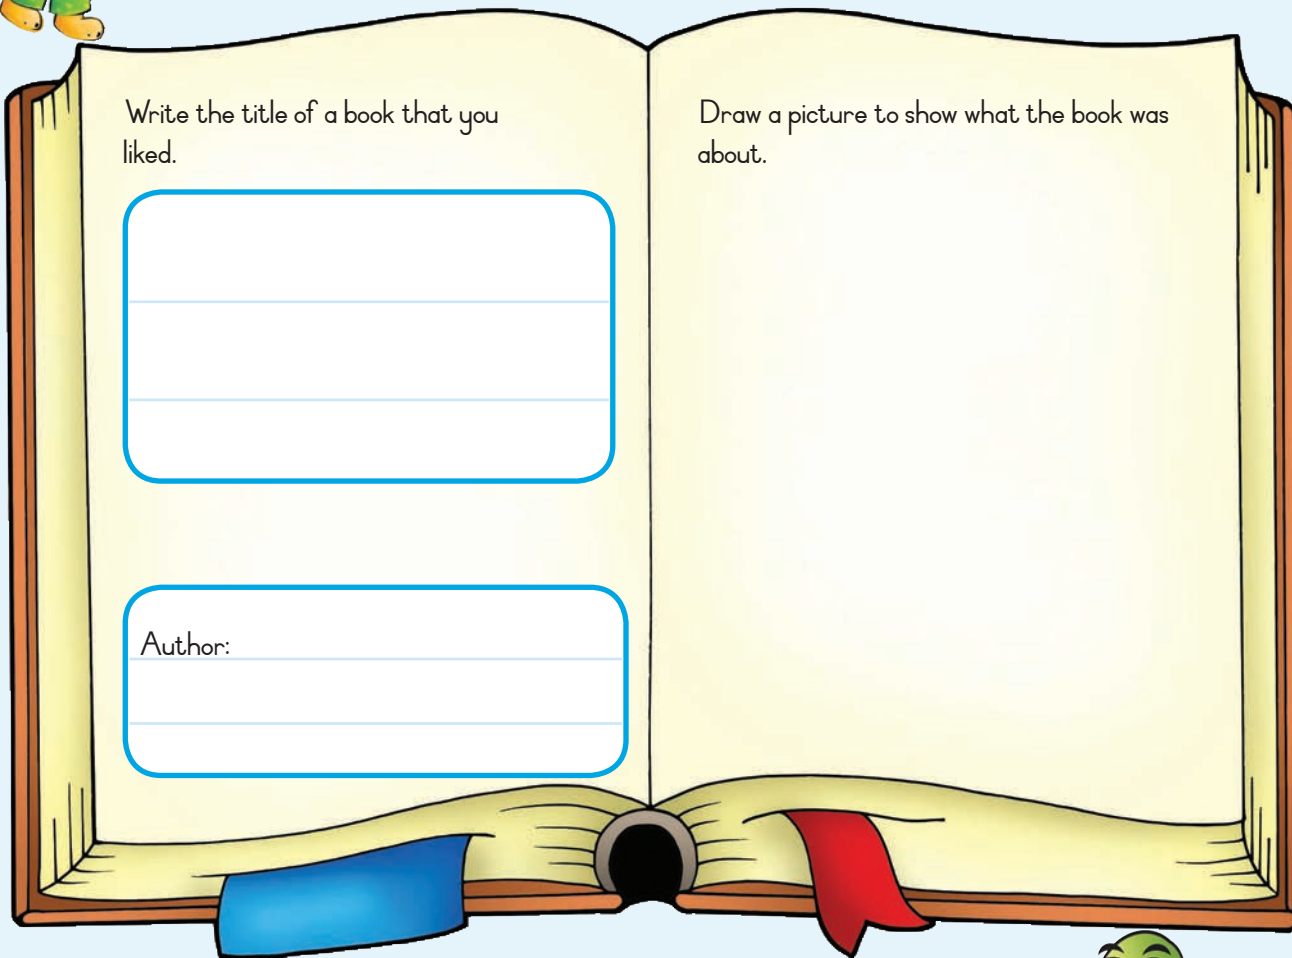 Write the title of a book that you
liked.
Author:
Draw a picture to show what the book was
about.